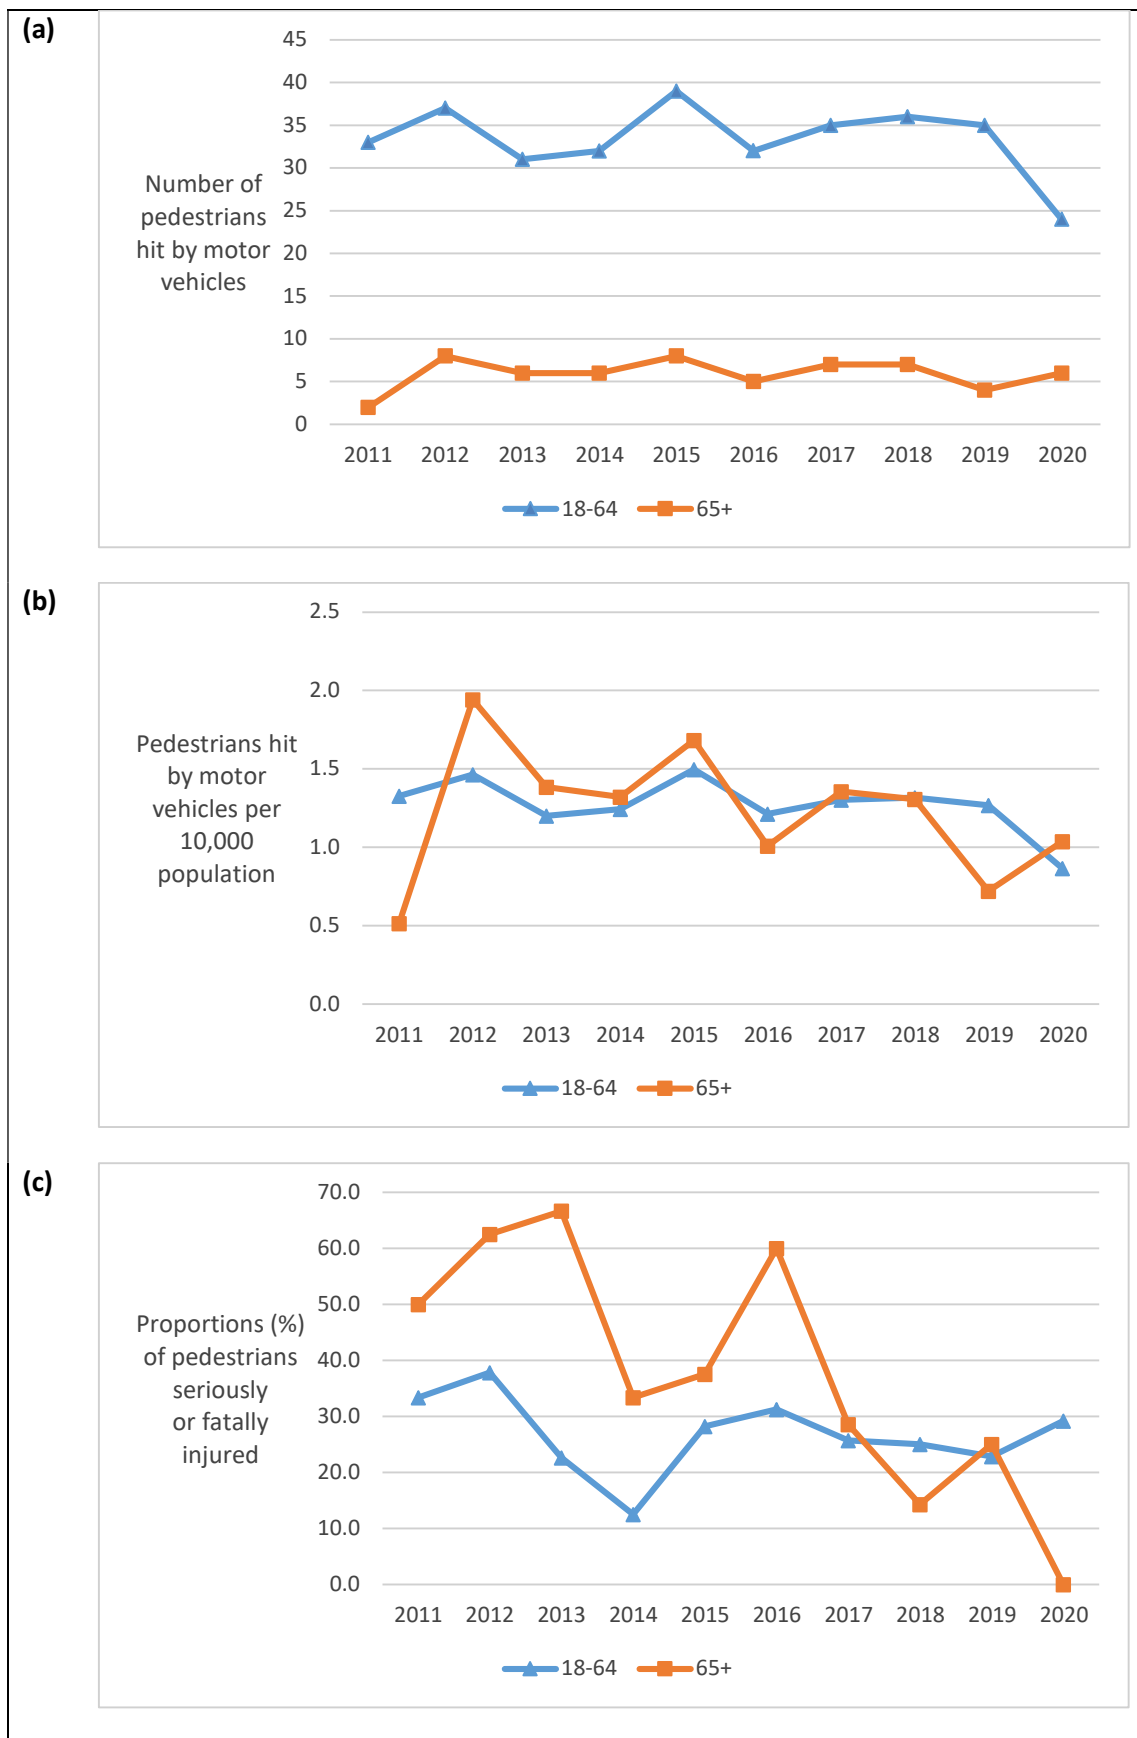 (a)
45
40
35
30
25
20
15
10
5
0
Number of
pedestrians
hit by motor
vehicles
2011 2012 2013 2014 2015 2016 2017 2018 2019 2020
18-64 65+
(b)
2.5
2.0
1.5
1.0
0.5
0.0
Pedestrians hit
by motor
vehicles per
10,000
population
2011 2012 2013 2014 2015 2016 2017 2018 2019 2020
18-64 65+
(c)
70.0
60.0
50.0
40.0
30.0
20.0
10.0
0.0
Proportions (%)
of pedestrians
seriously
or fatally
injured
2011 2012 2013 2014 2015 2016 2017 2018 2019 2020
18-64 65+